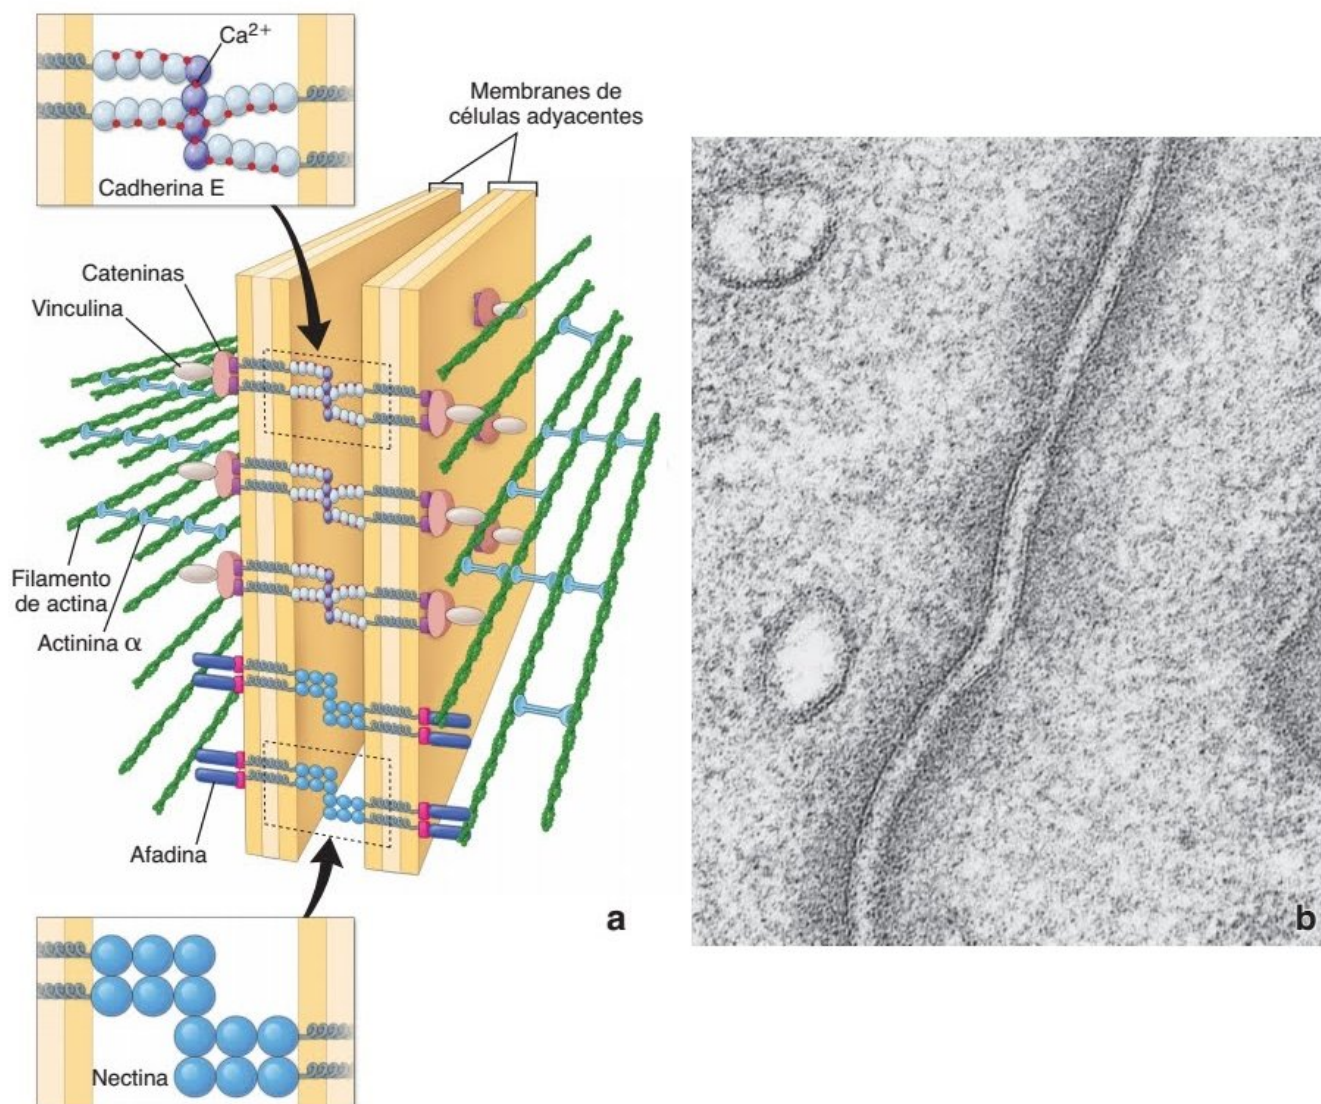 Ca²⁺
Cadherina E
Membranes de
células adyacentes
Cateninas
Vinculina
Filamento
de actina
Actinina α
Afadina
a
b
Nectina